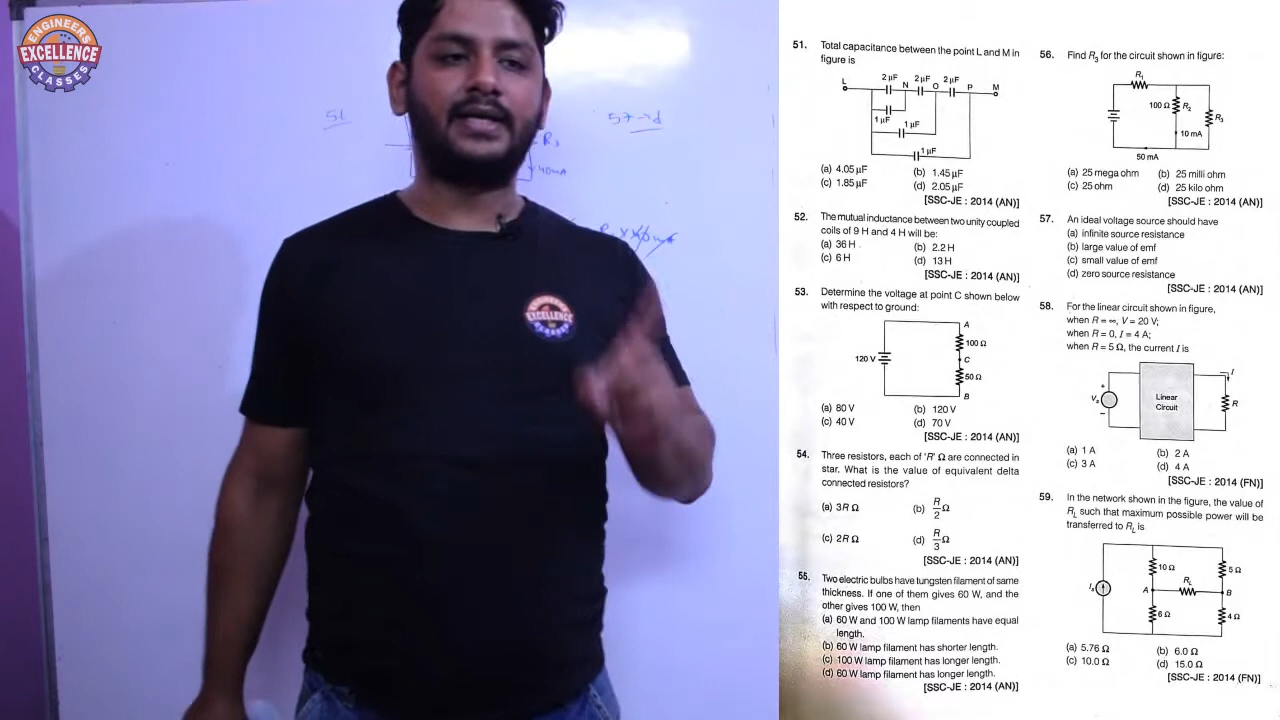 ENGINEERS
EXCELLENCE
CLASSES
51
57→d
R3
40mA
EXCELLENCE
CLASSES
51. Total capacitance between the point L and M in
figure is
L 2 μF N 2 μF O 2 μF P M
1 μF
1 μF
1 μF
(a) 4.05 μF (b) 1.45 μF
(c) 1.85 μF (d) 2.05 μF
[SSC-JE : 2014 (AN)]
52. The mutual inductance between two unity coupled
coils of 9 H and 4 H will be:
(a) 36 H (b) 2.2 H
(c) 6 H (d) 13 H
[SSC-JE : 2014 (AN)]
53. Determine the voltage at point C shown below
with respect to ground:
A
100 Ω
120 V
C
50 Ω
B
(a) 80 V (b) 120 V
(c) 40 V (d) 70 V
[SSC-JE : 2014 (AN)]
54. Three resistors, each of 'R' Ω are connected in
star. What is the value of equivalent delta
connected resistors?
(a) 3R Ω (b) R/2 Ω
(c) 2R Ω (d) R/3 Ω
[SSC-JE : 2014 (AN)]
55. Two electric bulbs have tungsten filament of same
thickness. If one of them gives 60 W, and the
other gives 100 W, then
(a) 60 W and 100 W lamp filaments have equal
length.
(b) 60 W lamp filament has shorter length.
(c) 100 W lamp filament has longer length.
(d) 60 W lamp filament has longer length.
[SSC-JE : 2014 (AN)]
56. Find R3 for the circuit shown in figure:
R1
100 Ω R2
R3
10 mA
50 mA
(a) 25 mega ohm (b) 25 milli ohm
(c) 25 ohm (d) 25 kilo ohm
[SSC-JE : 2014 (AN)]
57. An ideal voltage source should have
(a) infinite source resistance
(b) large value of emf
(c) small value of emf
(d) zero source resistance
[SSC-JE : 2014 (AN)]
58. For the linear circuit shown in figure,
when R = ∞, V = 20 V;
when R = 0, I = 4 A;
when R = 5 Ω, the current I is
I
+
Vs
−
Linear
Circuit
R
(a) 1 A (b) 2 A
(c) 3 A (d) 4 A
[SSC-JE : 2014 (FN)]
59. In the network shown in the figure, the value of
RL such that maximum possible power will be
transferred to RL is
10 Ω 5 Ω
RL
Is A B
6 Ω 4 Ω
(a) 5.76 Ω (b) 6.0 Ω
(c) 10.0 Ω (d) 15.0 Ω
[SSC-JE : 2014 (FN)]